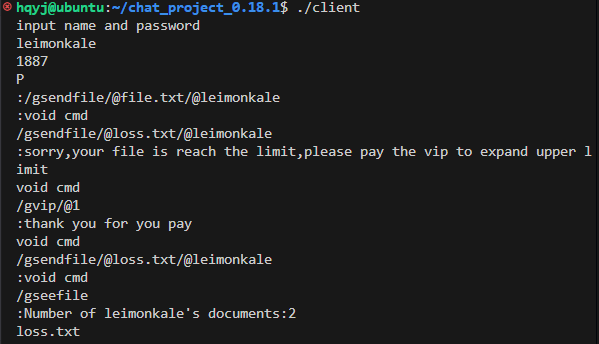 hqyj@ubuntu:~/chat_project_0.18.1$ ./client
input name and password
leimonkale
1887
P
:/gsendfile/@file.txt/@leimonkale
:void cmd
/gsendfile/@loss.txt/@leimonkale
:sorry,your file is reach the limit,please pay the vip to expand upper l
imit
void cmd
/gvip/@1
:thank you for you pay
void cmd
/gsendfile/@loss.txt/@leimonkale
:void cmd
/gseefile
:Number of leimonkale's documents:2
loss.txt